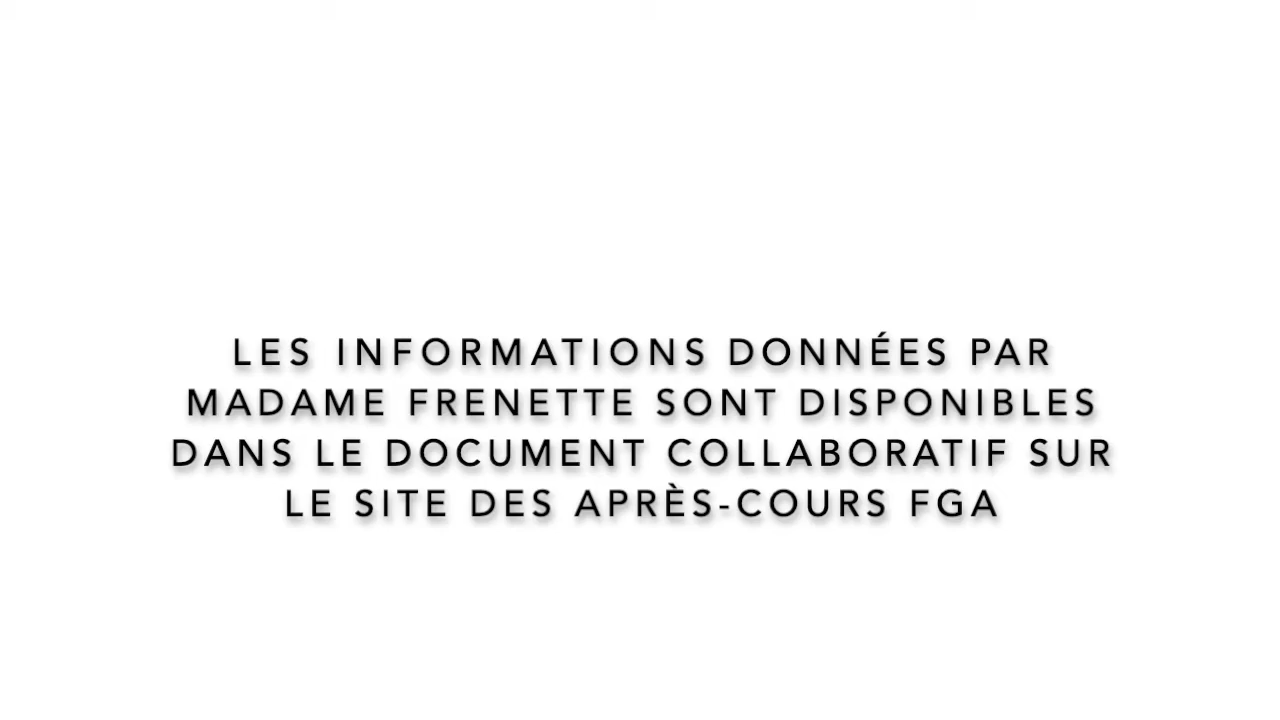 LES INFORMATIONS DONNÉES PAR
MADAME FRENETTE SONT DISPONIBLES
DANS LE DOCUMENT COLLABORATIF SUR
LE SITE DES APRÈS-COURS FGA